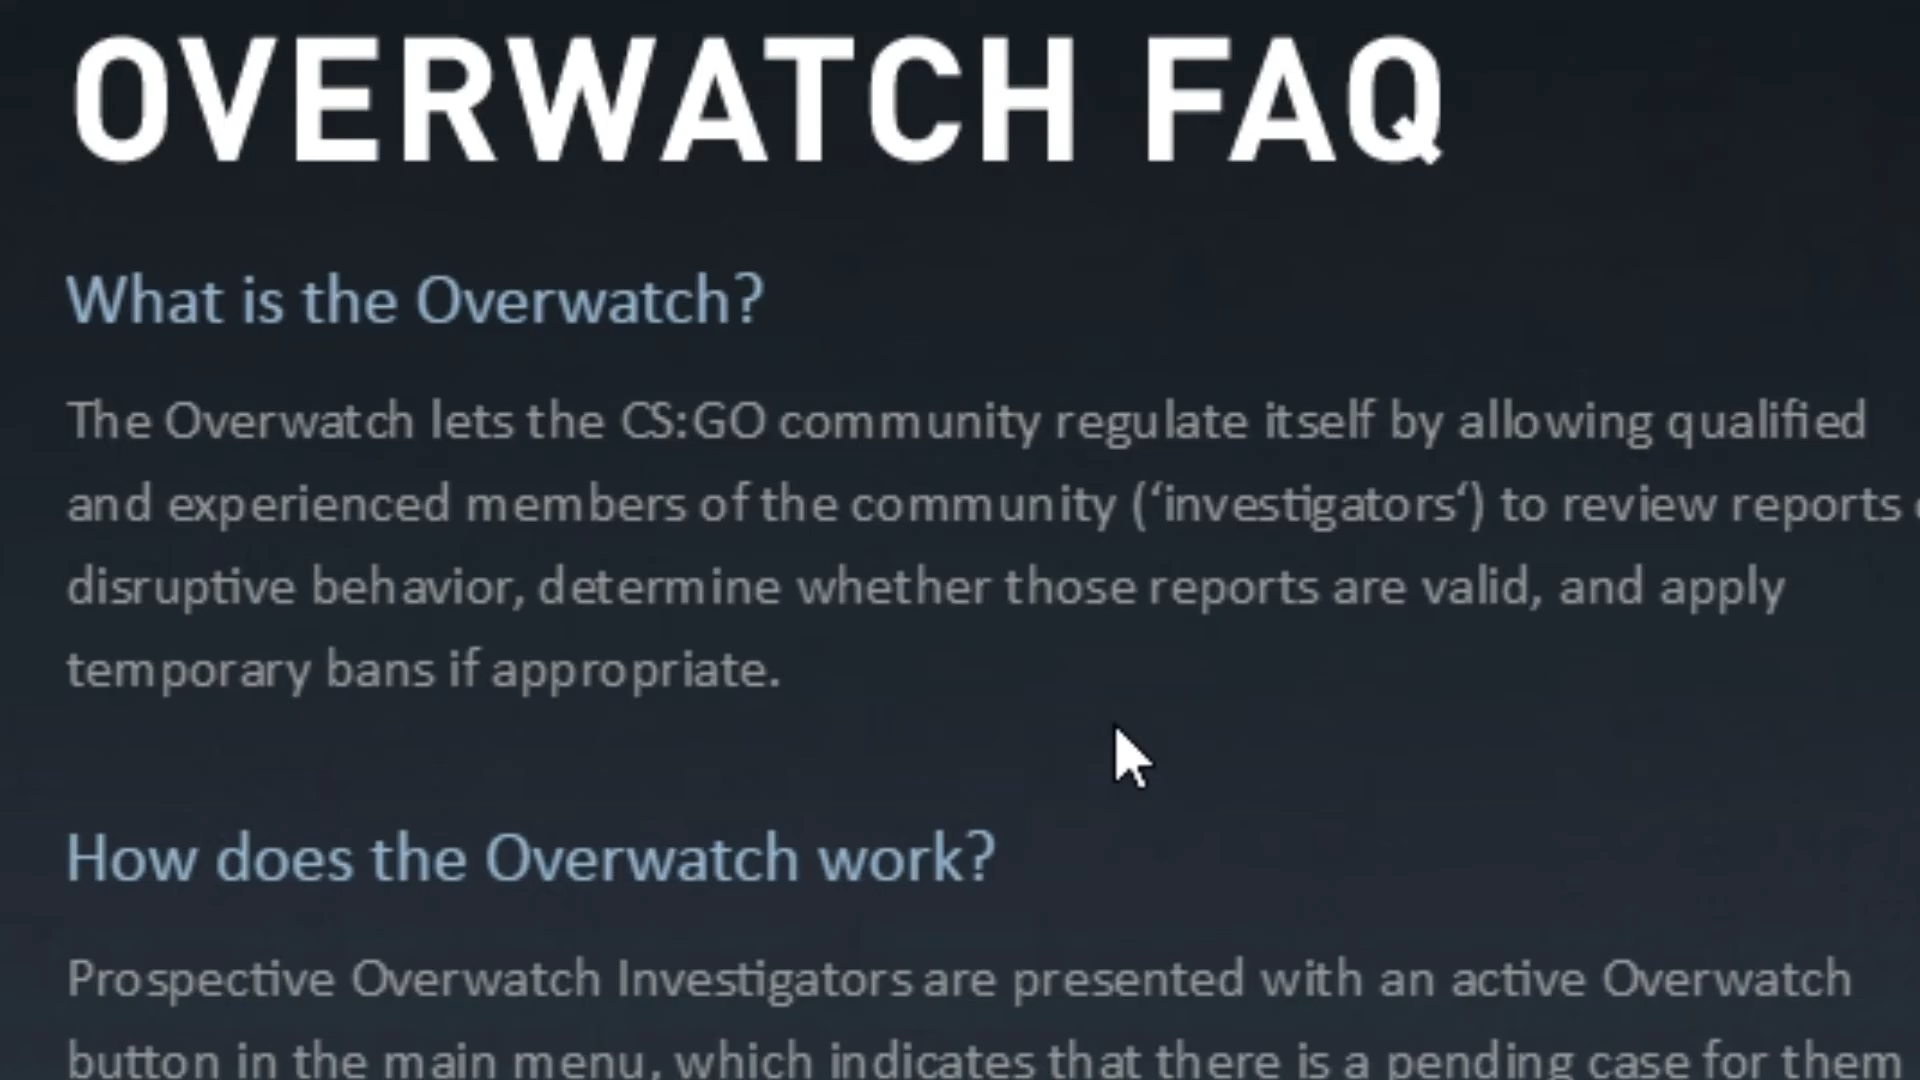 OVERWATCH FAQ
What is the Overwatch?
The Overwatch lets the CS:GO community regulate itself by allowing qualified
and experienced members of the community (‘investigators‘) to review reports
disruptive behavior, determine whether those reports are valid, and apply
temporary bans if appropriate.
How does the Overwatch work?
Prospective Overwatch Investigators are presented with an active Overwatch
button in the main menu, which indicates that there is a pending case for them